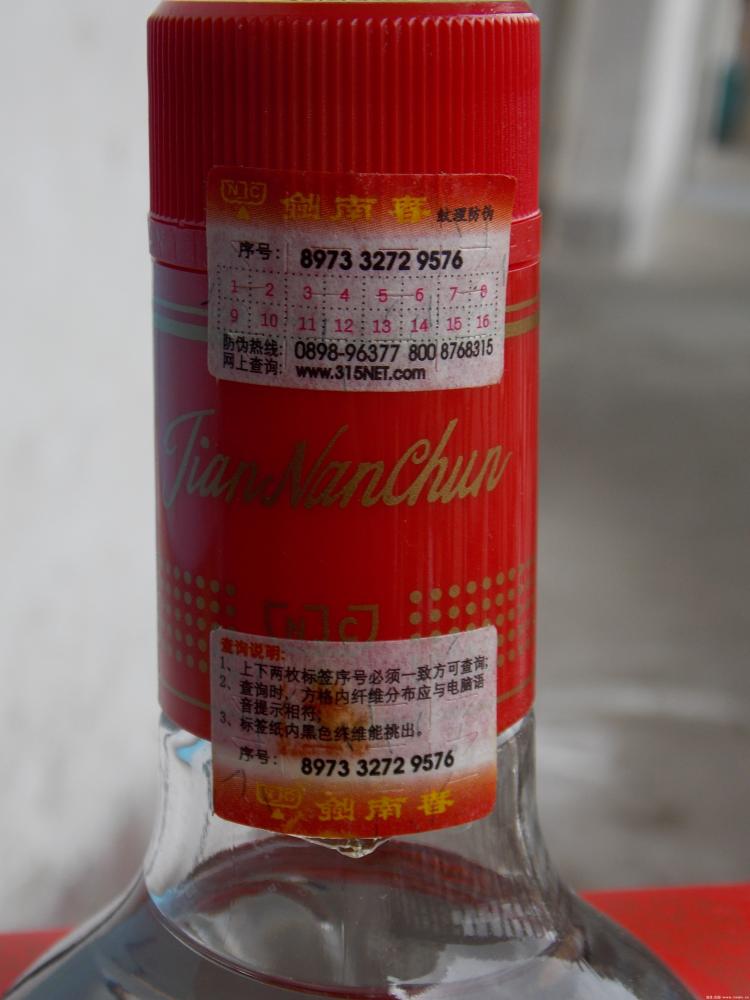 NJC 剑南春 纹理防伪
序号: 8973 3272 9576
1 2 3 4 5 6 7 8
9 10 11 12 13 14 15 16
防伪热线: 0898-96377 800 8768315
网上查询: www.315NET.com
JianNanChun
NJC
查询说明:
1、上下两枚标签序号必须一致方可查询;
2、查询时,方格内纤维分布应与电脑语
音提示相符;
3、标签纸内黑色纤维能挑出。
序号: 8973 3272 9576
剑南春